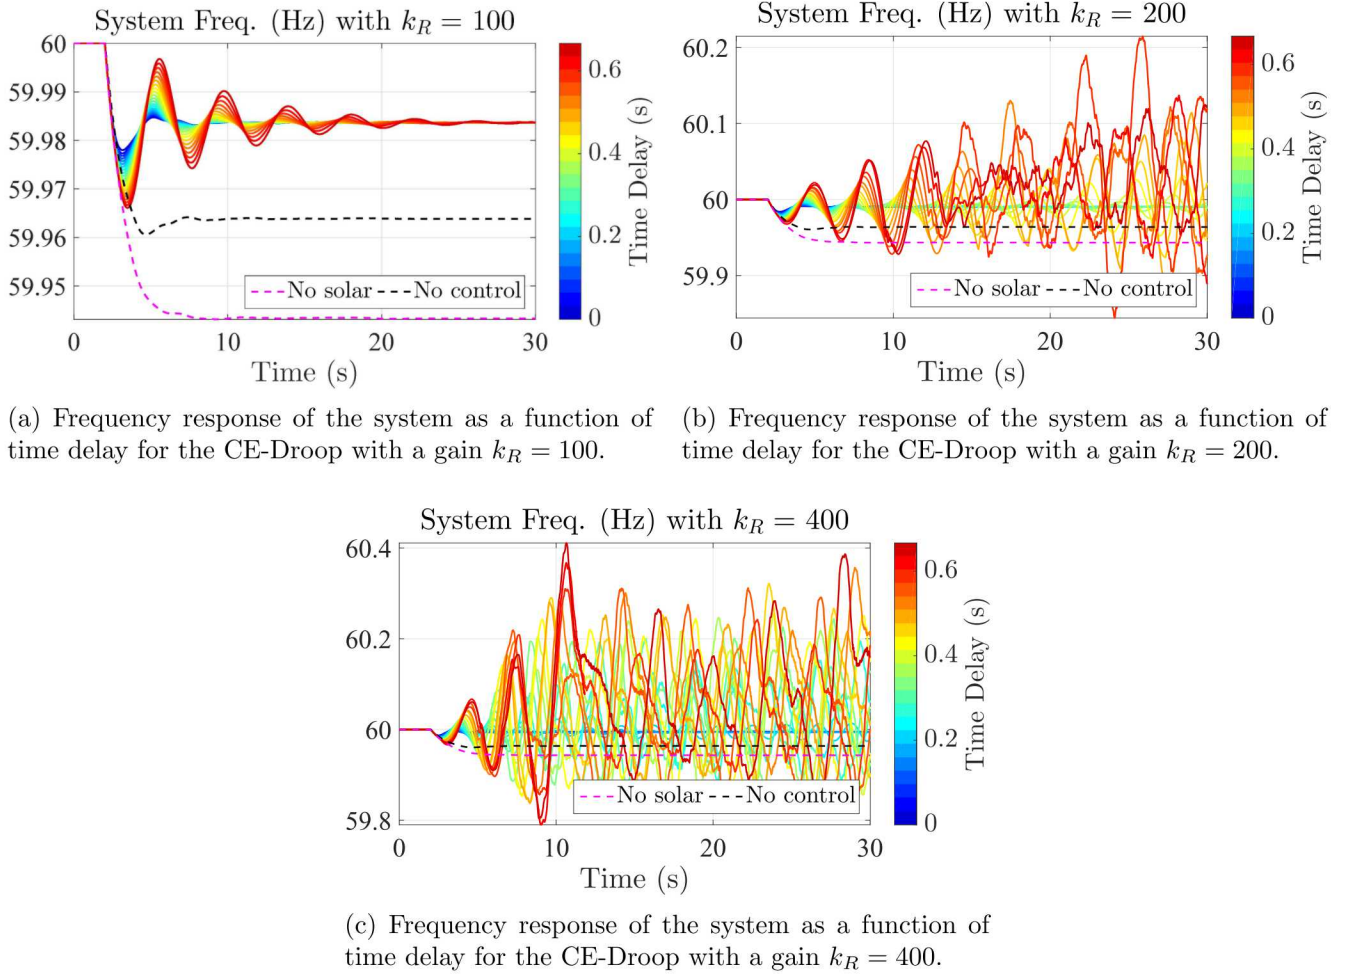 System Freq. (Hz) with k_R = 100
60
59.99
59.98
59.97
59.96
59.95
0
10
20
30
Time (s)
No solar
No control
0.6
0.4
0.2
0
Time Delay (s)
(a) Frequency response of the system as a function of
time delay for the CE-Droop with a gain k_R = 100.
System Freq. (Hz) with k_R = 200
60.2
60.1
60
59.9
0
10
20
30
Time (s)
No solar
No control
0.6
0.4
0.2
0
Time Delay (s)
(b) Frequency response of the system as a function of
time delay for the CE-Droop with a gain k_R = 200.
System Freq. (Hz) with k_R = 400
60.4
60.2
60
59.8
0
10
20
30
Time (s)
No solar
No control
0.6
0.4
0.2
0
Time Delay (s)
(c) Frequency response of the system as a function of
time delay for the CE-Droop with a gain k_R = 400.